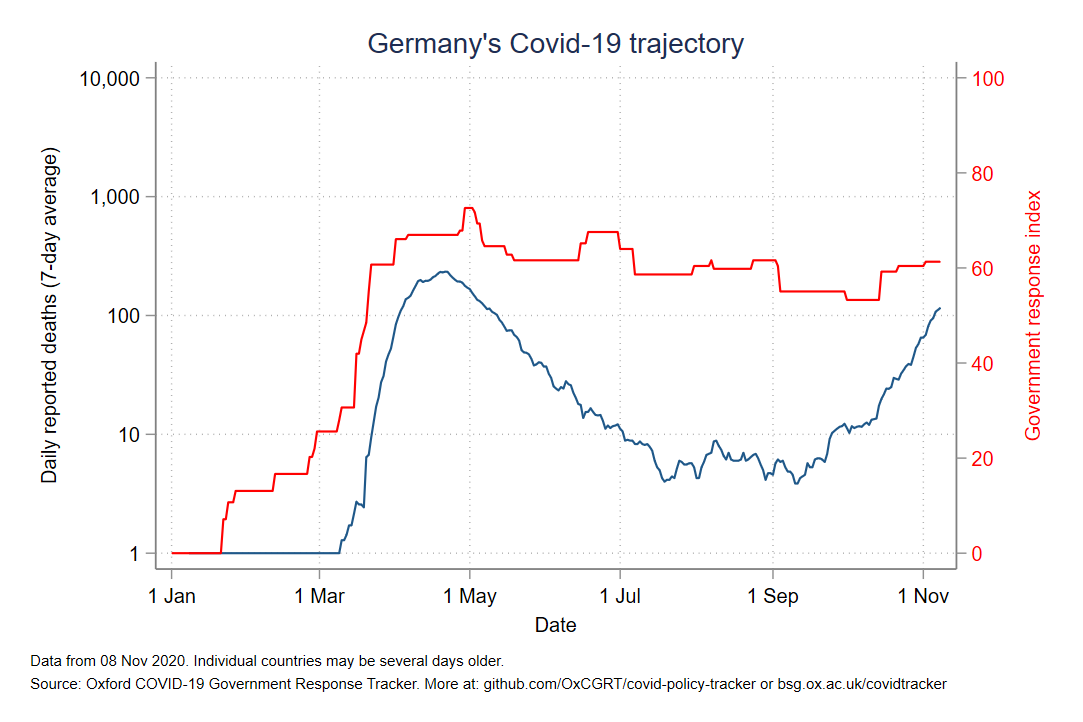 Germany's Covid-19 trajectory
10,000
1,000
100
10
1
Daily reported deaths (7-day average)
100
80
60
40
20
0
Government response index
1 Jan
1 Mar
1 May
1 Jul
1 Sep
1 Nov
Date
Data from 08 Nov 2020. Individual countries may be several days older.
Source: Oxford COVID-19 Government Response Tracker. More at: github.com/OxCGRT/covid-policy-tracker or bsg.ox.ac.uk/covidtracker